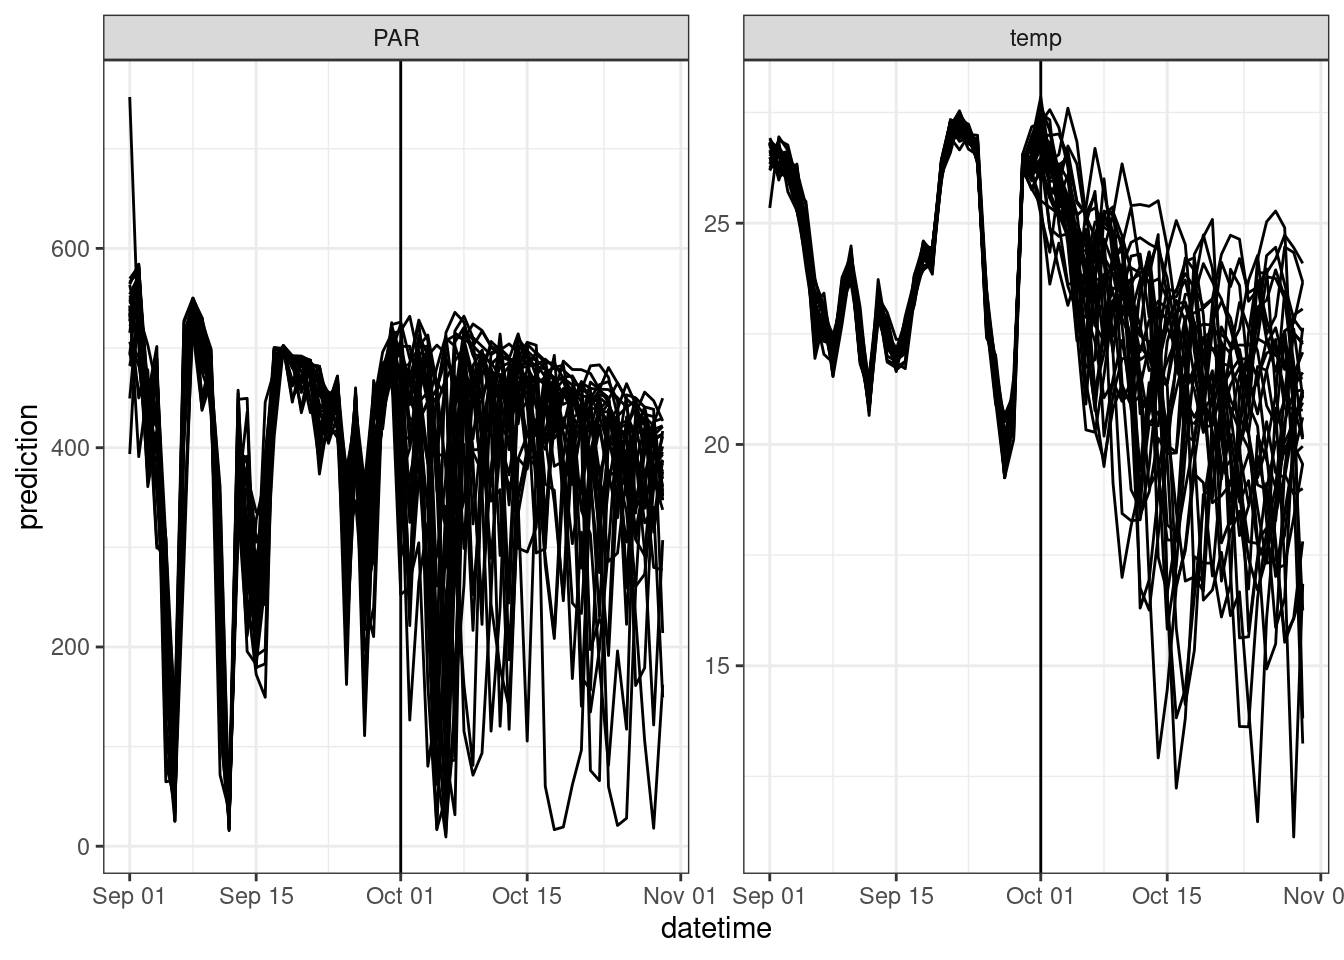 PAR
temp
prediction
600
400
200
0
25
20
15
Sep 01 Sep 15 Oct 01 Oct 15 Nov 01
Sep 01 Sep 15 Oct 01 Oct 15 Nov 0
datetime